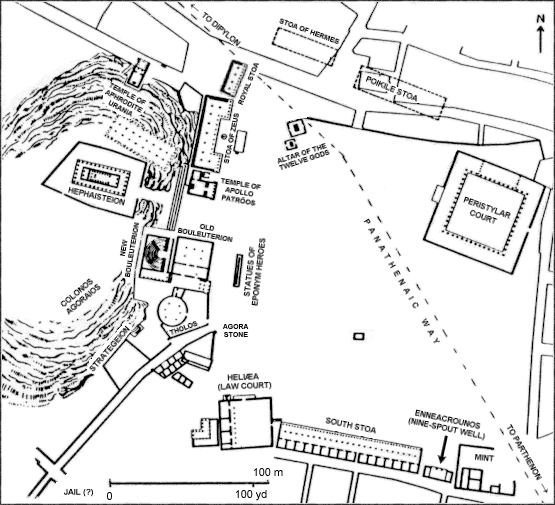 TO DIPYLON
STOA OF HERMES
N
POIKILE STOA
ROYAL STOA
TEMPLE OF
APHRODITE
URANIA
STOA OF ZEUS
ALTAR OF THE
TWELVE GODS
HEPHAISTEION
TEMPLE OF
APOLLO
PATRÓOS
PERISTYLAR
COURT
PANATHENAIC WAY
OLD
BOULEUTERION
NEW
BOULEUTERION
STATUES OF
EPONYM HEROES
COLONOS
AGORAIOS
THOLOS
STRATEGEION
AGORA
STONE
HELIÆA
(LAW COURT)
SOUTH STOA
ENNEACROUNOS
(NINE-SPOUT WELL)
MINT
TO PARTHENON
JAIL (?)
0
100 m
100 yd